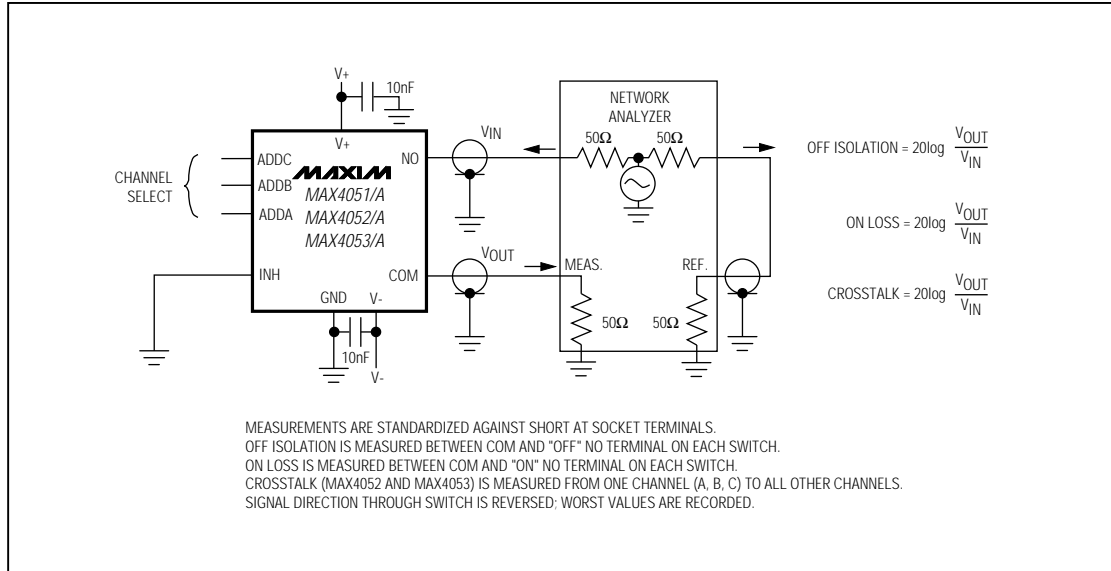 V+
10nF
V+
ADDC
ADDB
ADDA
CHANNEL
SELECT
INH
NO
MAXIM
MAX4051/A
MAX4052/A
MAX4053/A
COM
GND
V-
10nF
V-
VIN
VOUT
NETWORK
ANALYZER
50Ω
50Ω
MEAS.
REF.
50Ω
50Ω
OFF ISOLATION = 20log VOUT/VIN
ON LOSS = 20log VOUT/VIN
CROSSTALK = 20log VOUT/VIN
MEASUREMENTS ARE STANDARDIZED AGAINST SHORT AT SOCKET TERMINALS.
OFF ISOLATION IS MEASURED BETWEEN COM AND "OFF" NO TERMINAL ON EACH SWITCH.
ON LOSS IS MEASURED BETWEEN COM AND "ON" NO TERMINAL ON EACH SWITCH.
CROSSTALK (MAX4052 AND MAX4053) IS MEASURED FROM ONE CHANNEL (A, B, C) TO ALL OTHER CHANNELS.
SIGNAL DIRECTION THROUGH SWITCH IS REVERSED; WORST VALUES ARE RECORDED.